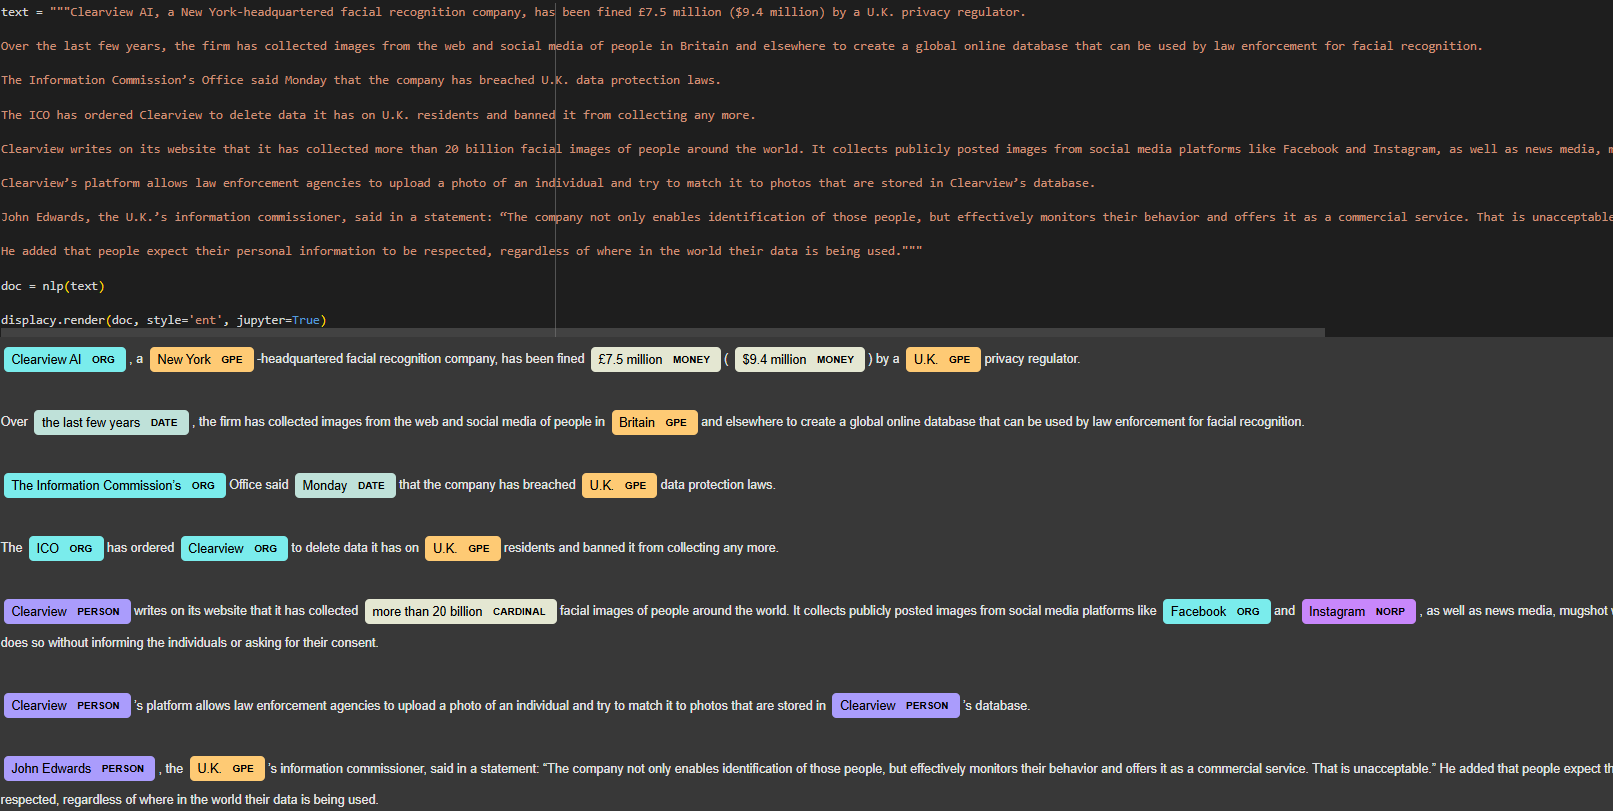 text = """Clearview AI, a New York-headquartered facial recognition company, has been fined £7.5 million ($9.4 million) by a U.K. privacy regulator.
Over the last few years, the firm has collected images from the web and social media of people in Britain and elsewhere to create a global online database that can be used by law enforcement for facial recognition.
The Information Commission’s Office said Monday that the company has breached U.K. data protection laws.
The ICO has ordered Clearview to delete data it has on U.K. residents and banned it from collecting any more.
Clearview writes on its website that it has collected more than 20 billion facial images of people around the world. It collects publicly posted images from social media platforms like Facebook and Instagram, as well as news media,
Clearview’s platform allows law enforcement agencies to upload a photo of an individual and try to match it to photos that are stored in Clearview’s database.
John Edwards, the U.K.’s information commissioner, said in a statement: “The company not only enables identification of those people, but effectively monitors their behavior and offers it as a commercial service. That is unacceptable
He added that people expect their personal information to be respected, regardless of where in the world their data is being used."""
doc = nlp(text)
displacy.render(doc, style='ent', jupyter=True)
Clearview AI ORG , a New York GPE -headquartered facial recognition company, has been fined £7.5 million MONEY ( $9.4 million MONEY ) by a U.K. GPE privacy regulator.
Over the last few years DATE , the firm has collected images from the web and social media of people in Britain GPE and elsewhere to create a global online database that can be used by law enforcement for facial recognition.
The Information Commission’s ORG Office said Monday DATE that the company has breached U.K. GPE data protection laws.
The ICO ORG has ordered Clearview ORG to delete data it has on U.K. GPE residents and banned it from collecting any more.
Clearview PERSON writes on its website that it has collected more than 20 billion CARDINAL facial images of people around the world. It collects publicly posted images from social media platforms like Facebook ORG and Instagram NORP , as well as news media, mugshot
does so without informing the individuals or asking for their consent.
Clearview PERSON ’s platform allows law enforcement agencies to upload a photo of an individual and try to match it to photos that are stored in Clearview PERSON ’s database.
John Edwards PERSON , the U.K. GPE ’s information commissioner, said in a statement: “The company not only enables identification of those people, but effectively monitors their behavior and offers it as a commercial service. That is unacceptable.” He added that people expect
respected, regardless of where in the world their data is being used.